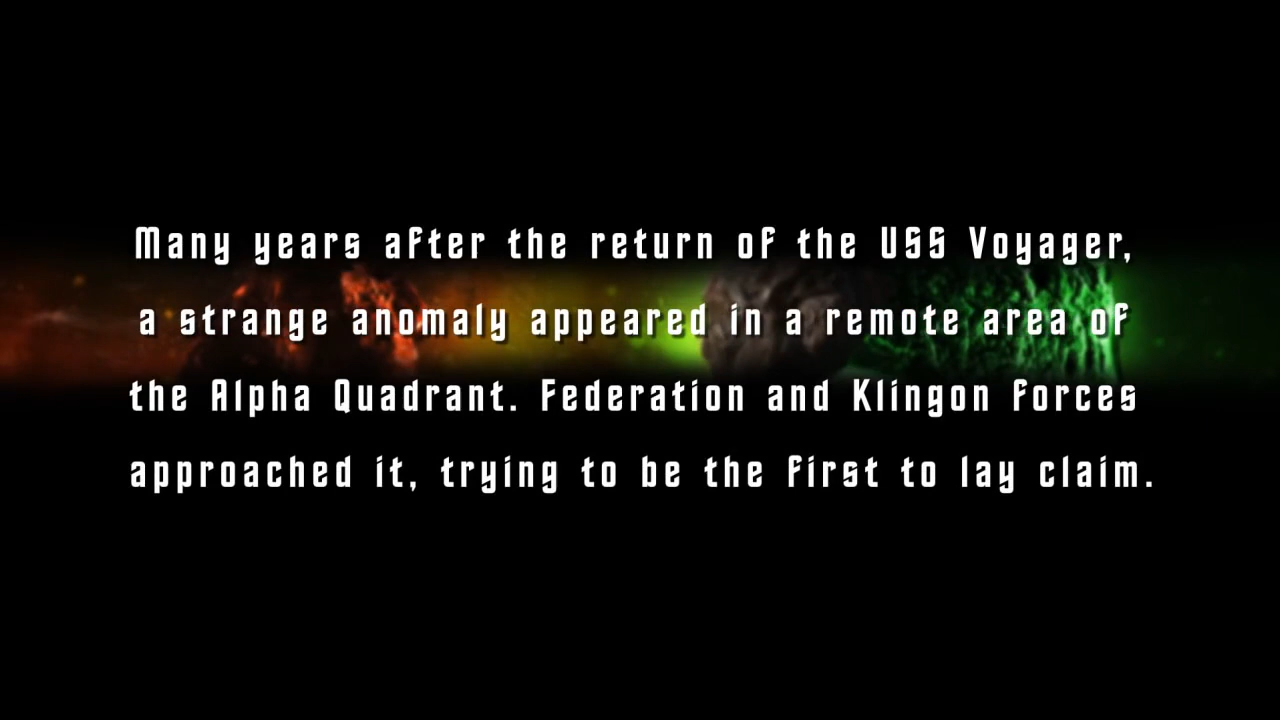 Many years after the return of the USS Voyager,
a strange anomaly appeared in a remote area of
the Alpha Quadrant. Federation and Klingon forces
approached it, trying to be the first to lay claim.